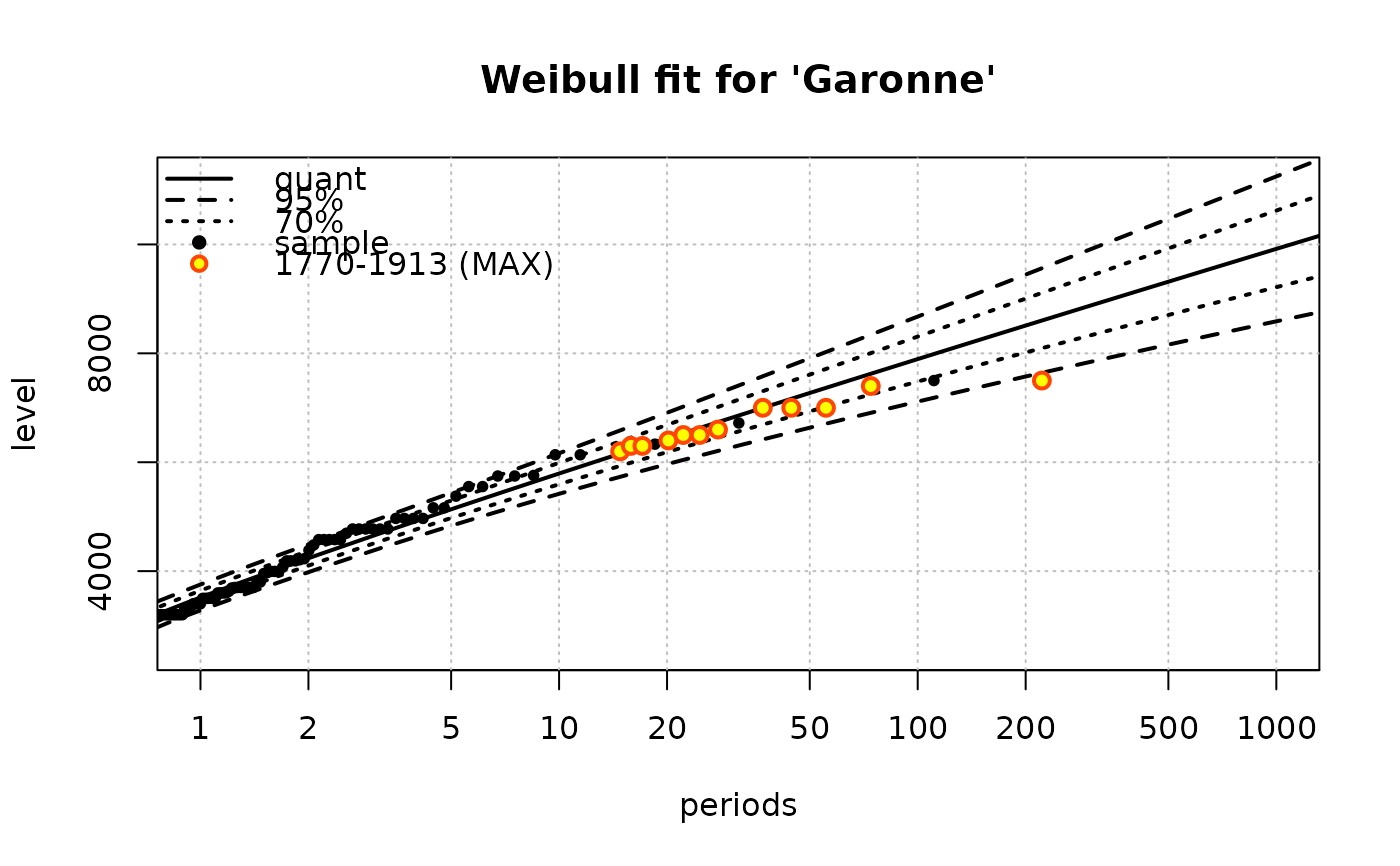 Weibull fit for 'Garonne'
quant
95%
70%
sample
1770-1913 (MAX)
8000
4000
level
1 2 5 10 20 50 100 200 500 1000
periods